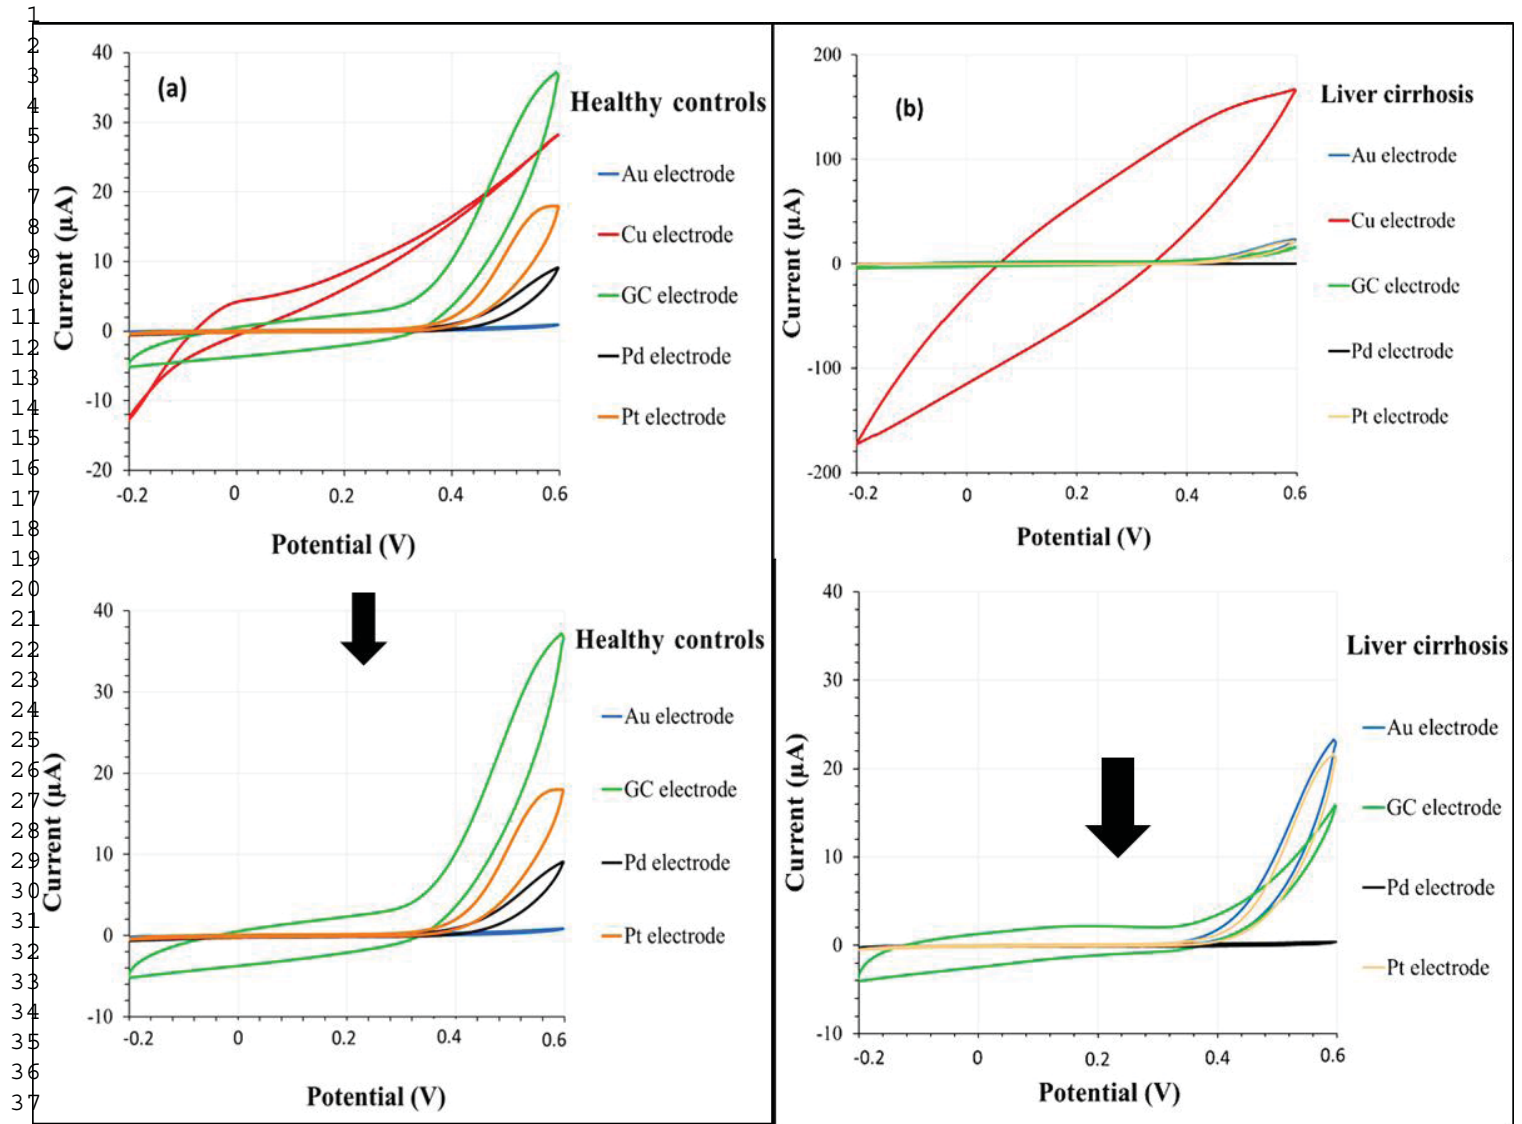 1
2
3
4
5
6
7
8
9
10
11
12
13
14
15
16
17
18
19
20
21
22
23
24
25
26
27
28
29
30
31
32
33
34
35
36
37
(a)
Healthy controls
Au electrode
Cu electrode
GC electrode
Pd electrode
Pt electrode
Current (µA)
40
30
20
10
0
-10
-20
-0.2 0 0.2 0.4 0.6
Potential (V)
(b)
Liver cirrhosis
Au electrode
Cu electrode
GC electrode
Pd electrode
Pt electrode
Current (µA)
200
100
0
-100
-200
-0.2 0 0.2 0.4 0.6
Potential (V)
Healthy controls
Au electrode
GC electrode
Pd electrode
Pt electrode
Current (µA)
40
30
20
10
0
-10
-0.2 0 0.2 0.4 0.6
Potential (V)
Liver cirrhosis
Au electrode
GC electrode
Pd electrode
Pt electrode
Current (µA)
40
30
20
10
0
-10
-0.2 0 0.2 0.4 0.6
Potential (V)